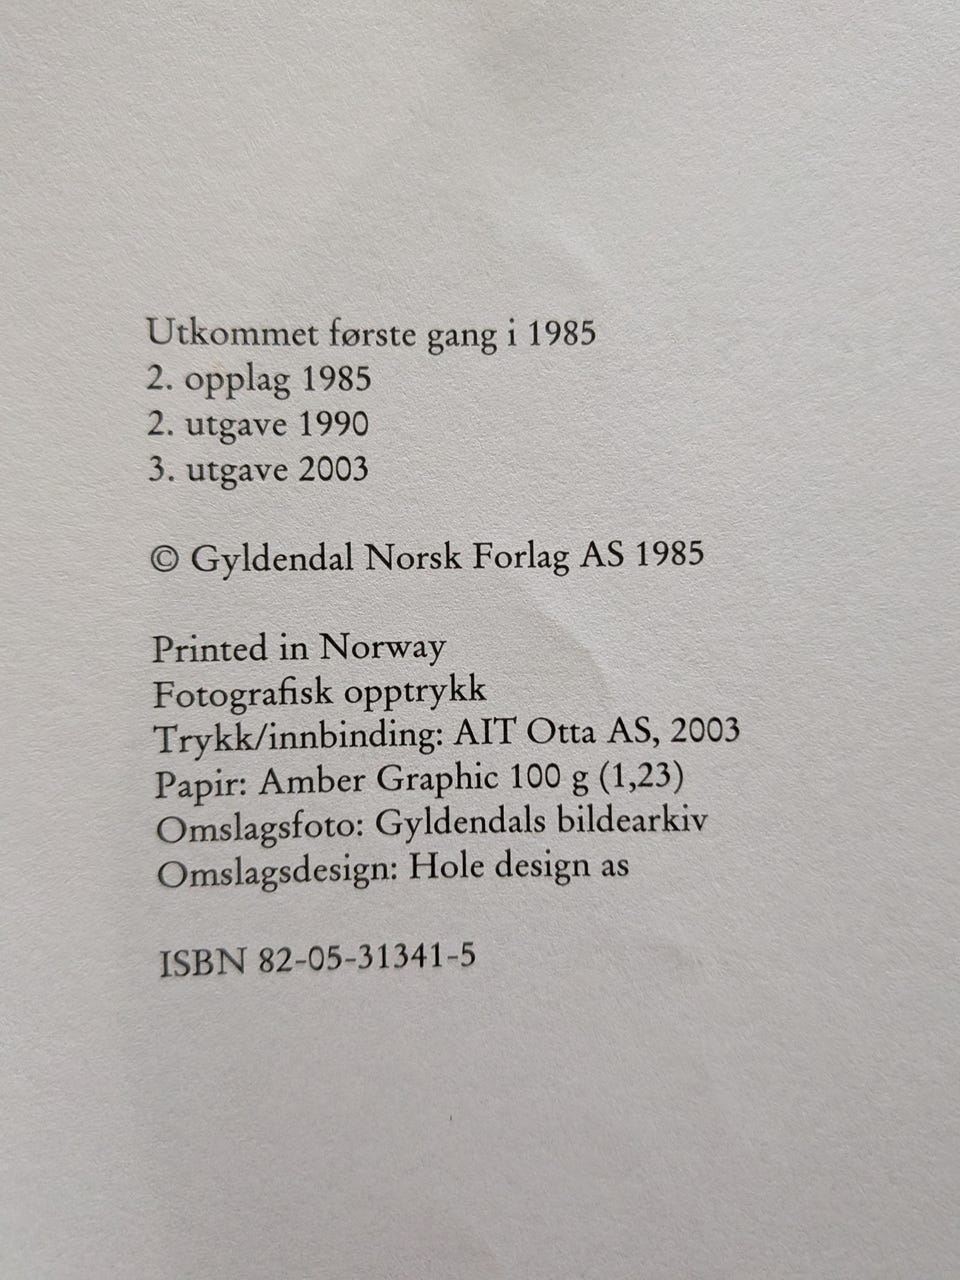 Utkommet første gang i 1985
2. opplag 1985
2. utgave 1990
3. utgave 2003
© Gyldendal Norsk Forlag AS 1985
Printed in Norway
Fotografisk opptrykk
Trykk/innbinding: AIT Otta AS, 2003
Papir: Amber Graphic 100 g (1,23)
Omslagsfoto: Gyldendals bildearkiv
Omslagsdesign: Hole design as
ISBN 82-05-31341-5